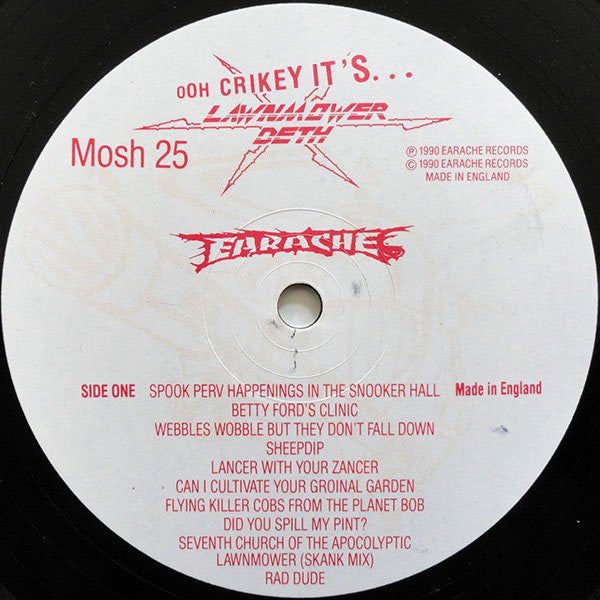 OOH CRIKEY IT'S...
LAWNMOWER
DETH
Mosh 25
℗ 1990 EARACHE RECORDS
© 1990 EARACHE RECORDS
MADE IN ENGLAND
EARACHE
SIDE ONE SPOOK PERV HAPPENINGS IN THE SNOOKER HALL Made in England
BETTY FORD'S CLINIC
WEBBLES WOBBLE BUT THEY DON'T FALL DOWN
SHEEPDIP
LANCER WITH YOUR ZANCER
CAN I CULTIVATE YOUR GROINAL GARDEN
FLYING KILLER COBS FROM THE PLANET BOB
DID YOU SPILL MY PINT?
SEVENTH CHURCH OF THE APOCOLYPTIC
LAWNMOWER (SKANK MIX)
RAD DUDE